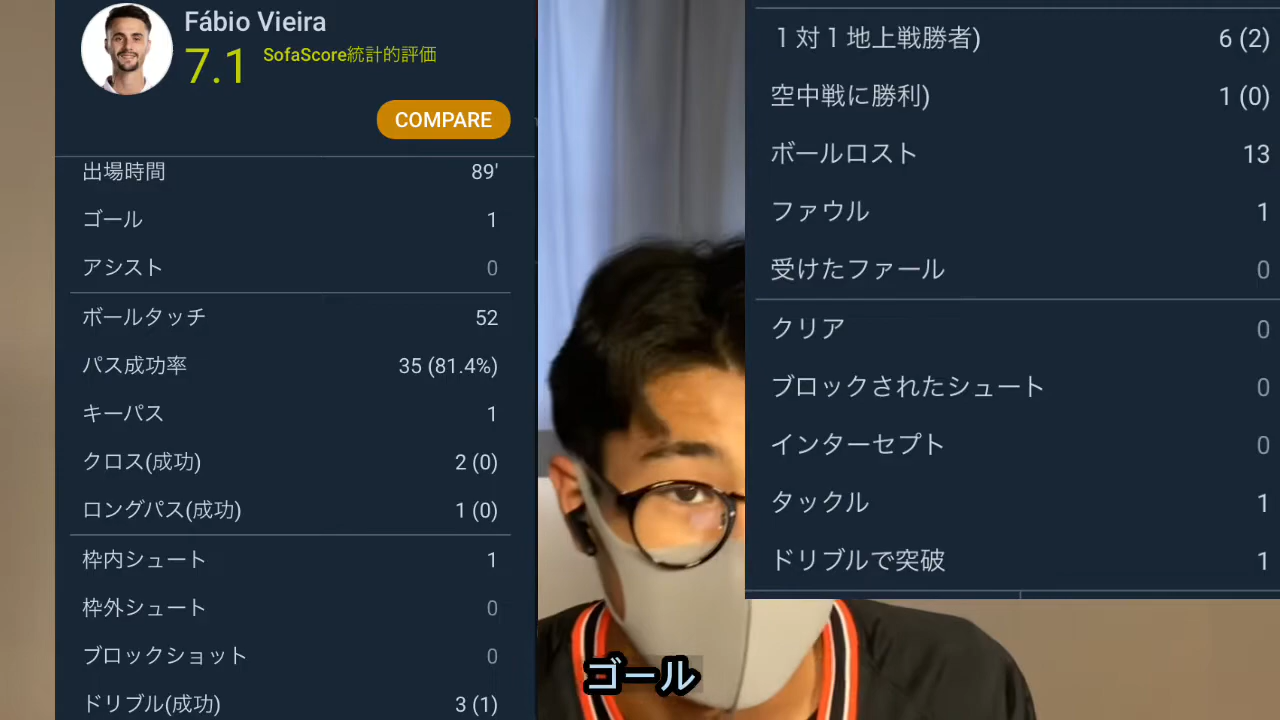 Fábio Vieira
7.1 SofaScore統計的評価
COMPARE
出場時間 89'
ゴール 1
アシスト 0
ボールタッチ 52
パス成功率 35 (81.4%)
キーパス 1
クロス(成功) 2 (0)
ロングパス(成功) 1 (0)
枠内シュート 1
枠外シュート 0
ブロックショット 0
ドリブル(成功) 3 (1)
1対1地上戦勝者) 6 (2)
空中戦に勝利) 1 (0)
ボールロスト 13
ファウル 1
受けたファール 0
クリア 0
ブロックされたシュート 0
インターセプト 0
タックル 1
ドリブルで突破 1
ゴール